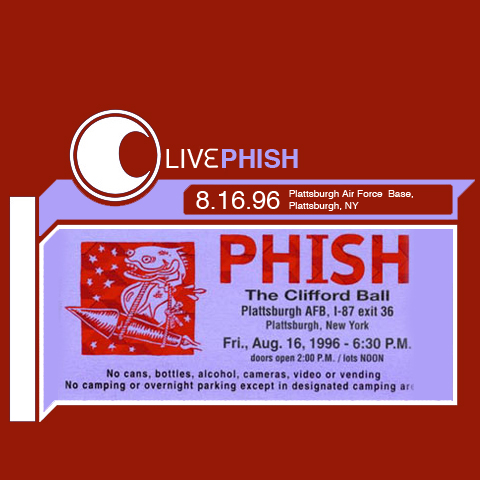 LIVEPHISH
8.16.96 Plattsburgh Air Force Base,
Plattsburgh, NY
PHISH
The Clifford Ball
Plattsburgh AFB, I-87 exit 36
Plattsburgh, New York
Fri., Aug. 16, 1996 - 6:30 P.M.
doors open 2:00 P.M. / lots NOON
No cans, bottles, alcohol, cameras, video or vending
No camping or overnight parking except in designated camping are